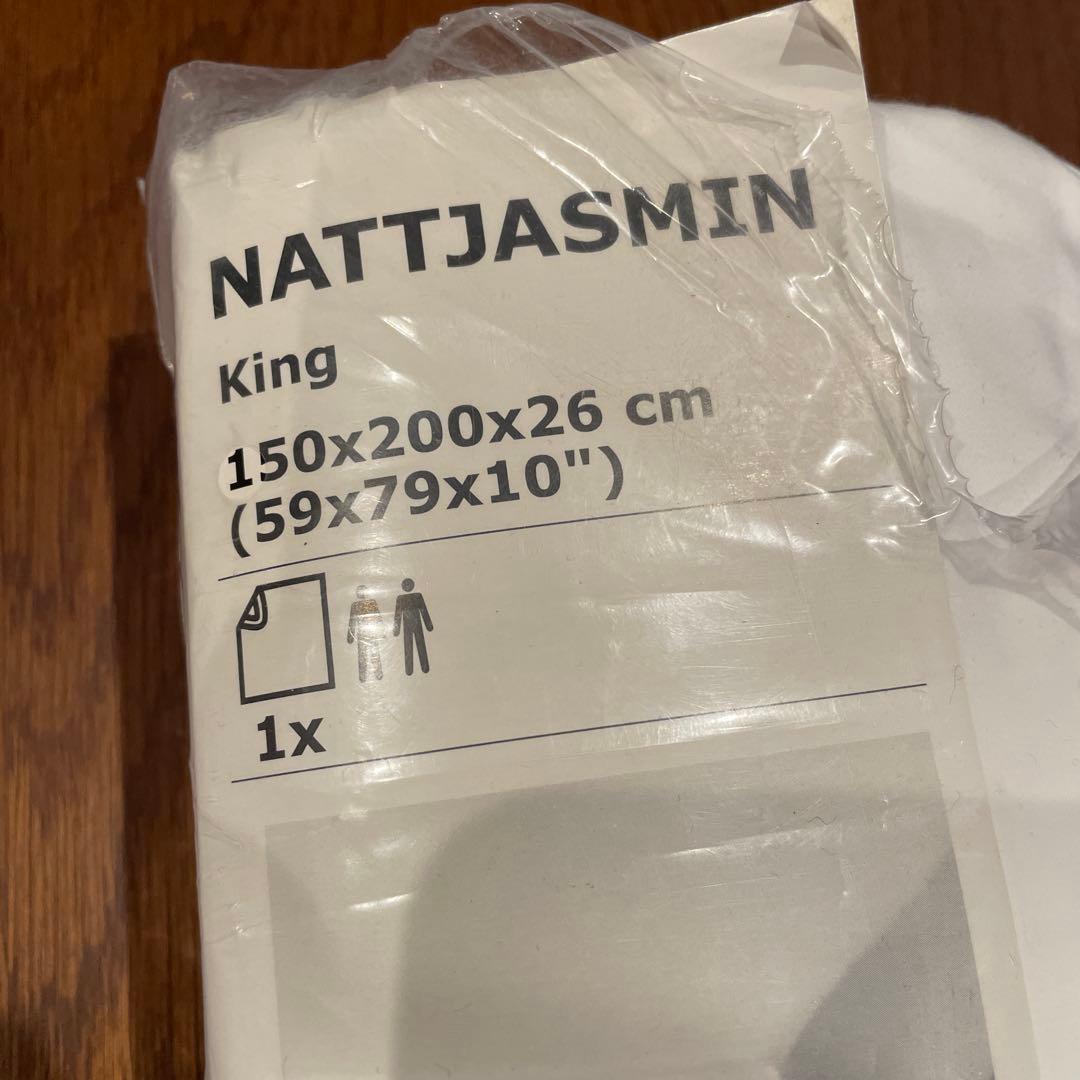 NATTJASMIN
King
150x200x26 cm
(59x79x10")
1x